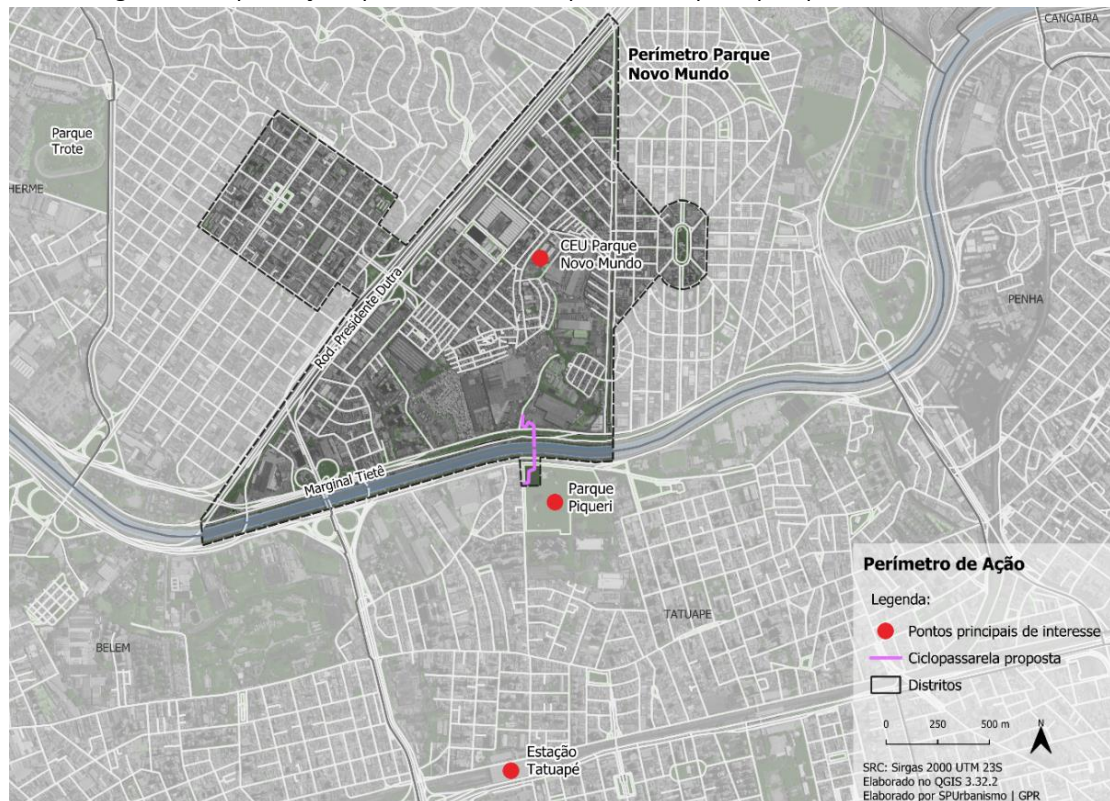 CANGAIBA
Perímetro Parque
Novo Mundo
Parque
Trote
HERME
CEU Parque
Novo Mundo
Rod. Presidente Dutra
PENHA
Marginal Tietê
Parque
Piqueri
TATUAPE
BELEM
Estação
Tatuapé
Perímetro de Ação
Legenda:
Pontos principais de interesse
Ciclopassarela proposta
Distritos
0 250 500 m
N
SRC: Sirgas 2000 UTM 23S
Elaborado no QGIS 3.32.2
Elaborado por SPUrbanismo | GPR